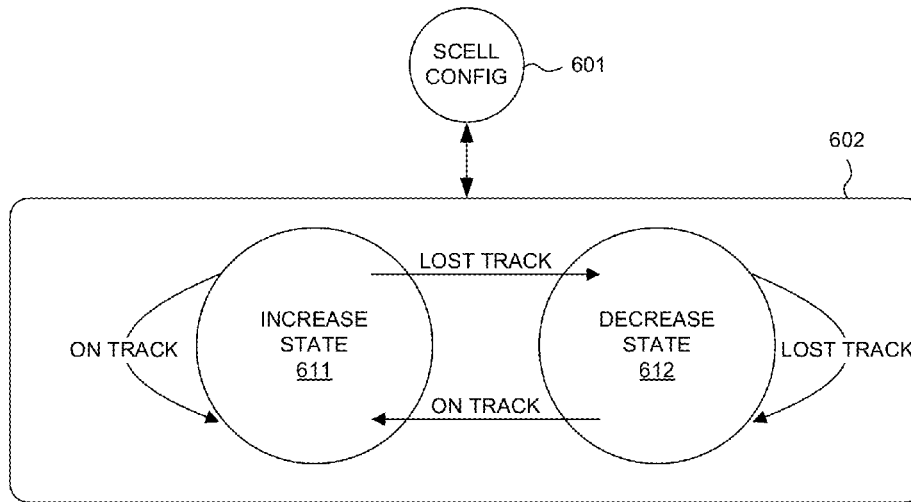 SCELL
CONFIG
601
602
LOST TRACK
INCREASE
STATE
611
DECREASE
STATE
612
ON TRACK
LOST TRACK
ON TRACK